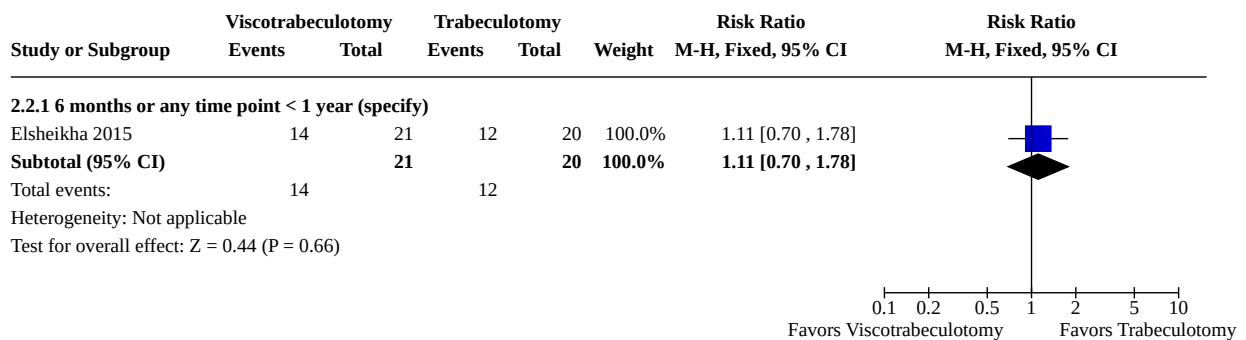 Viscotrabeculotomy Trabeculotomy Risk Ratio Risk Ratio
Study or Subgroup Events Total Events Total Weight M-H, Fixed, 95% CI M-H, Fixed, 95% CI
2.2.1 6 months or any time point < 1 year (specify)
Elsheikha 2015 14 21 12 20 100.0% 1.11 [0.70 , 1.78]
Subtotal (95% CI) 21 20 100.0% 1.11 [0.70 , 1.78]
Total events: 14 12
Heterogeneity: Not applicable
Test for overall effect: Z = 0.44 (P = 0.66)
0.1 0.2 0.5 1 2 5 10
Favors Viscotrabeculotomy Favors Trabeculotomy